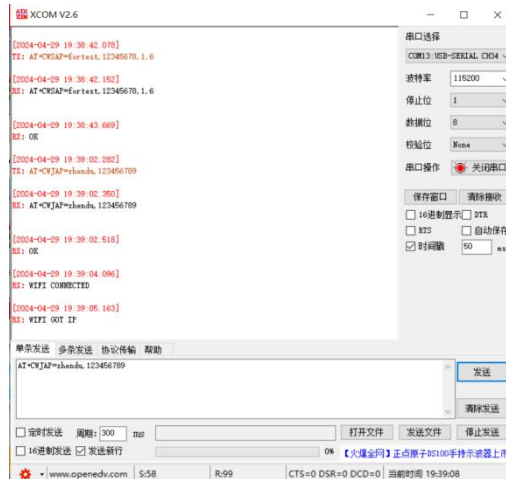 XCOM V2.6
[2024-04-29 19:38:42.078]
TX: AT+CWSAP=fortest,12345678,1,6
[2024-04-29 19:38:42.152]
RX: AT+CWSAP=fortest,12345678,1,6
[2024-04-29 19:38:43.669]
RX: OK
[2024-04-29 19:39:02.282]
TX: AT+CWJAP=zhendu,123456789
[2024-04-29 19:39:02.350]
RX: AT+CWJAP=zhendu,123456789
[2024-04-29 19:39:02.518]
RX: OK
[2024-04-29 19:39:04.096]
RX: WIFI CONNECTED
[2024-04-29 19:39:05.163]
RX: WIFI GOT IP
串口选择
COM13:USB-SERIAL CH34
波特率 115200
停止位 1
数据位 8
校验位 None
串口操作 关闭串口
保存窗口 清除接收
16进制显示 DTR
RTS 自动保存
时间戳 50 ms
单条发送 多条发送 协议传输 帮助
AT+CWJAP=zhendu,123456789
发送
清除发送
定时发送 周期: 300 ms 打开文件 发送文件 停止发送
16进制发送 发送新行 0% 【火爆全网】正点原子DS100手持示波器上市
www.openedv.com S:58 R:99 CTS=0 DSR=0 DCD=0 当前时间 19:39:08